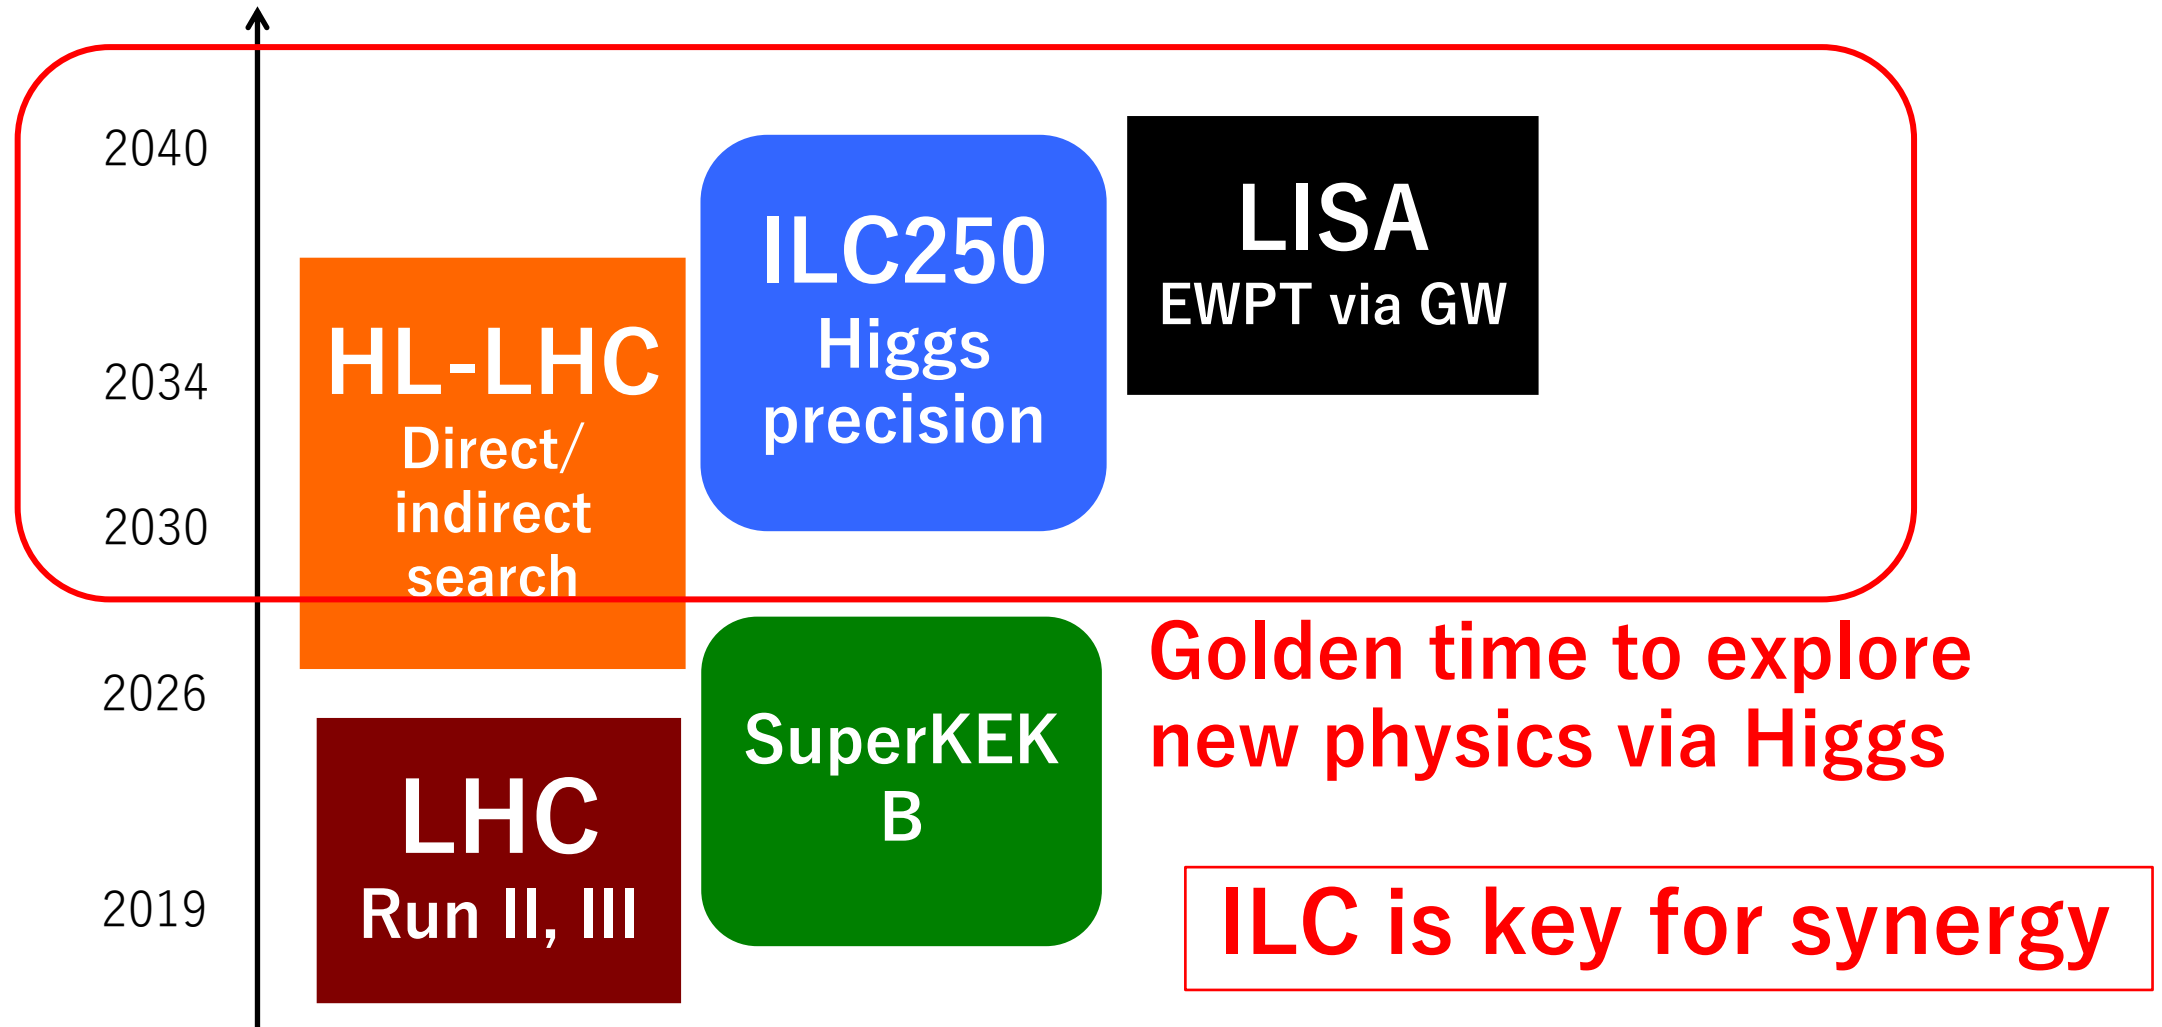 2040
2034
2030
2026
2019
HL-LHC
Direct/
indirect
search
LHC
Run II, III
ILC250
Higgs
precision
SuperKEK
B
LISA
EWPT via GW
Golden time to explore
new physics via Higgs
ILC is key for synergy